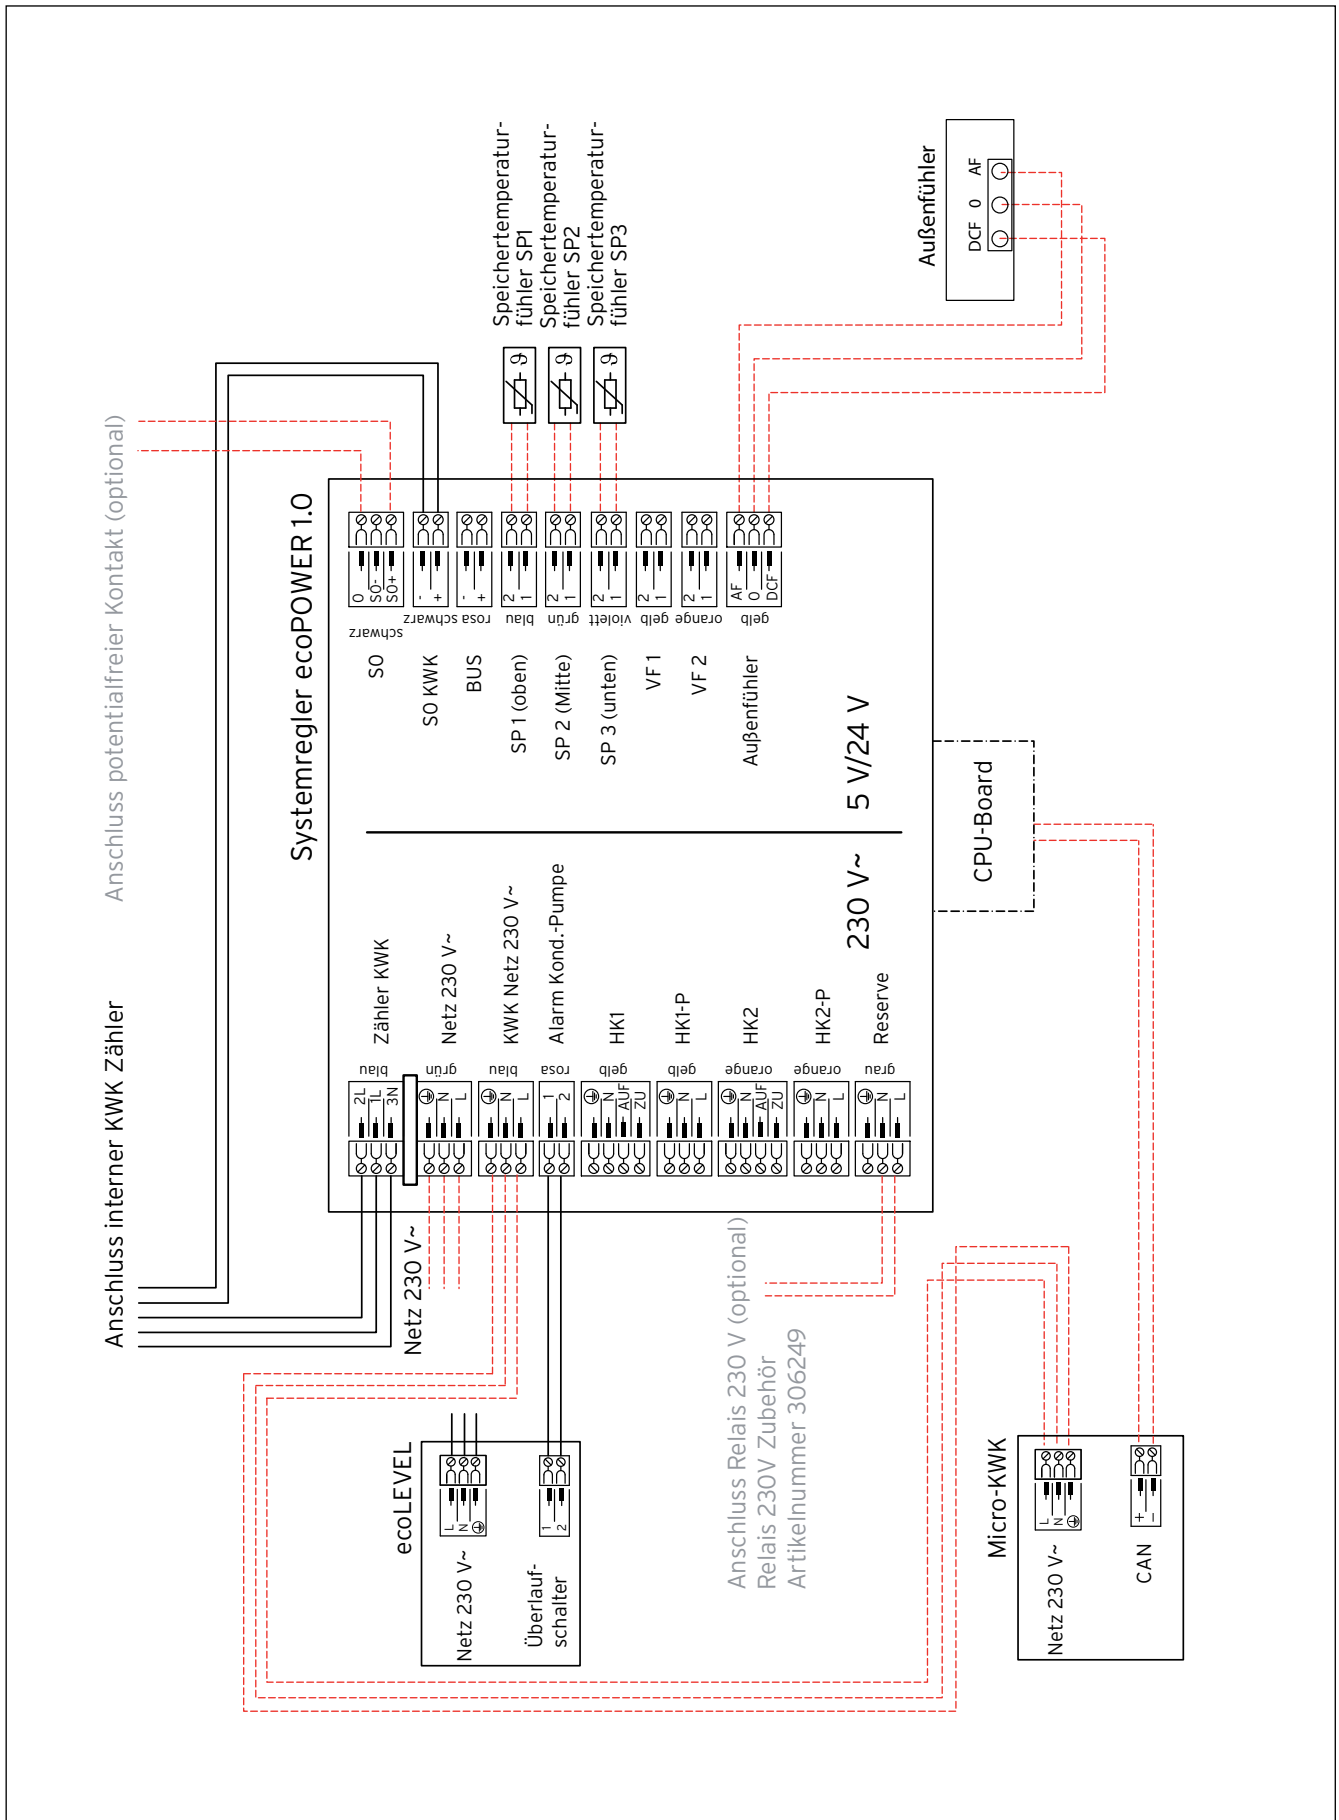 Anschluss interner KWK Zähler
Anschluss potentialfreier Kontakt (optional)
Systemregler ecoPOWER 1.0
2L
1L
3N
blau
Zähler KWK
Netz 230 V~
N
L
grün
Netz 230 V~
N
L
blau
KWK Netz 230 V~
1
2
rosa
Alarm Kond.-Pumpe
N
AUF
ZU
gelb
HK1
N
L
gelb
HK1-P
N
AUF
ZU
orange
HK2
N
L
orange
HK2-P
N
L
grau
Reserve
230 V~
5 V/24 V
SO
schwarz
0
SO-
SO+
SO KWK
schwarz
-
+
BUS
rosa
-
+
SP 1 (oben)
blau
2
1
SP 2 (Mitte)
grün
2
1
SP 3 (unten)
violett
2
1
VF 1
gelb
2
1
VF 2
orange
2
1
Außenfühler
gelb
AF
0
DCF
Speichertemperatur-
fühler SP1
ϑ
Speichertemperatur-
fühler SP2
ϑ
Speichertemperatur-
fühler SP3
ϑ
Außenfühler
DCF
0
AF
CPU-Board
ecoLEVEL
Netz 230 V~
L
N
Überlauf-
schalter
1
2
Anschluss Relais 230 V (optional)
Relais 230V Zubehör
Artikelnummer 306249
Micro-KWK
Netz 230 V~
L
N
CAN
+
–